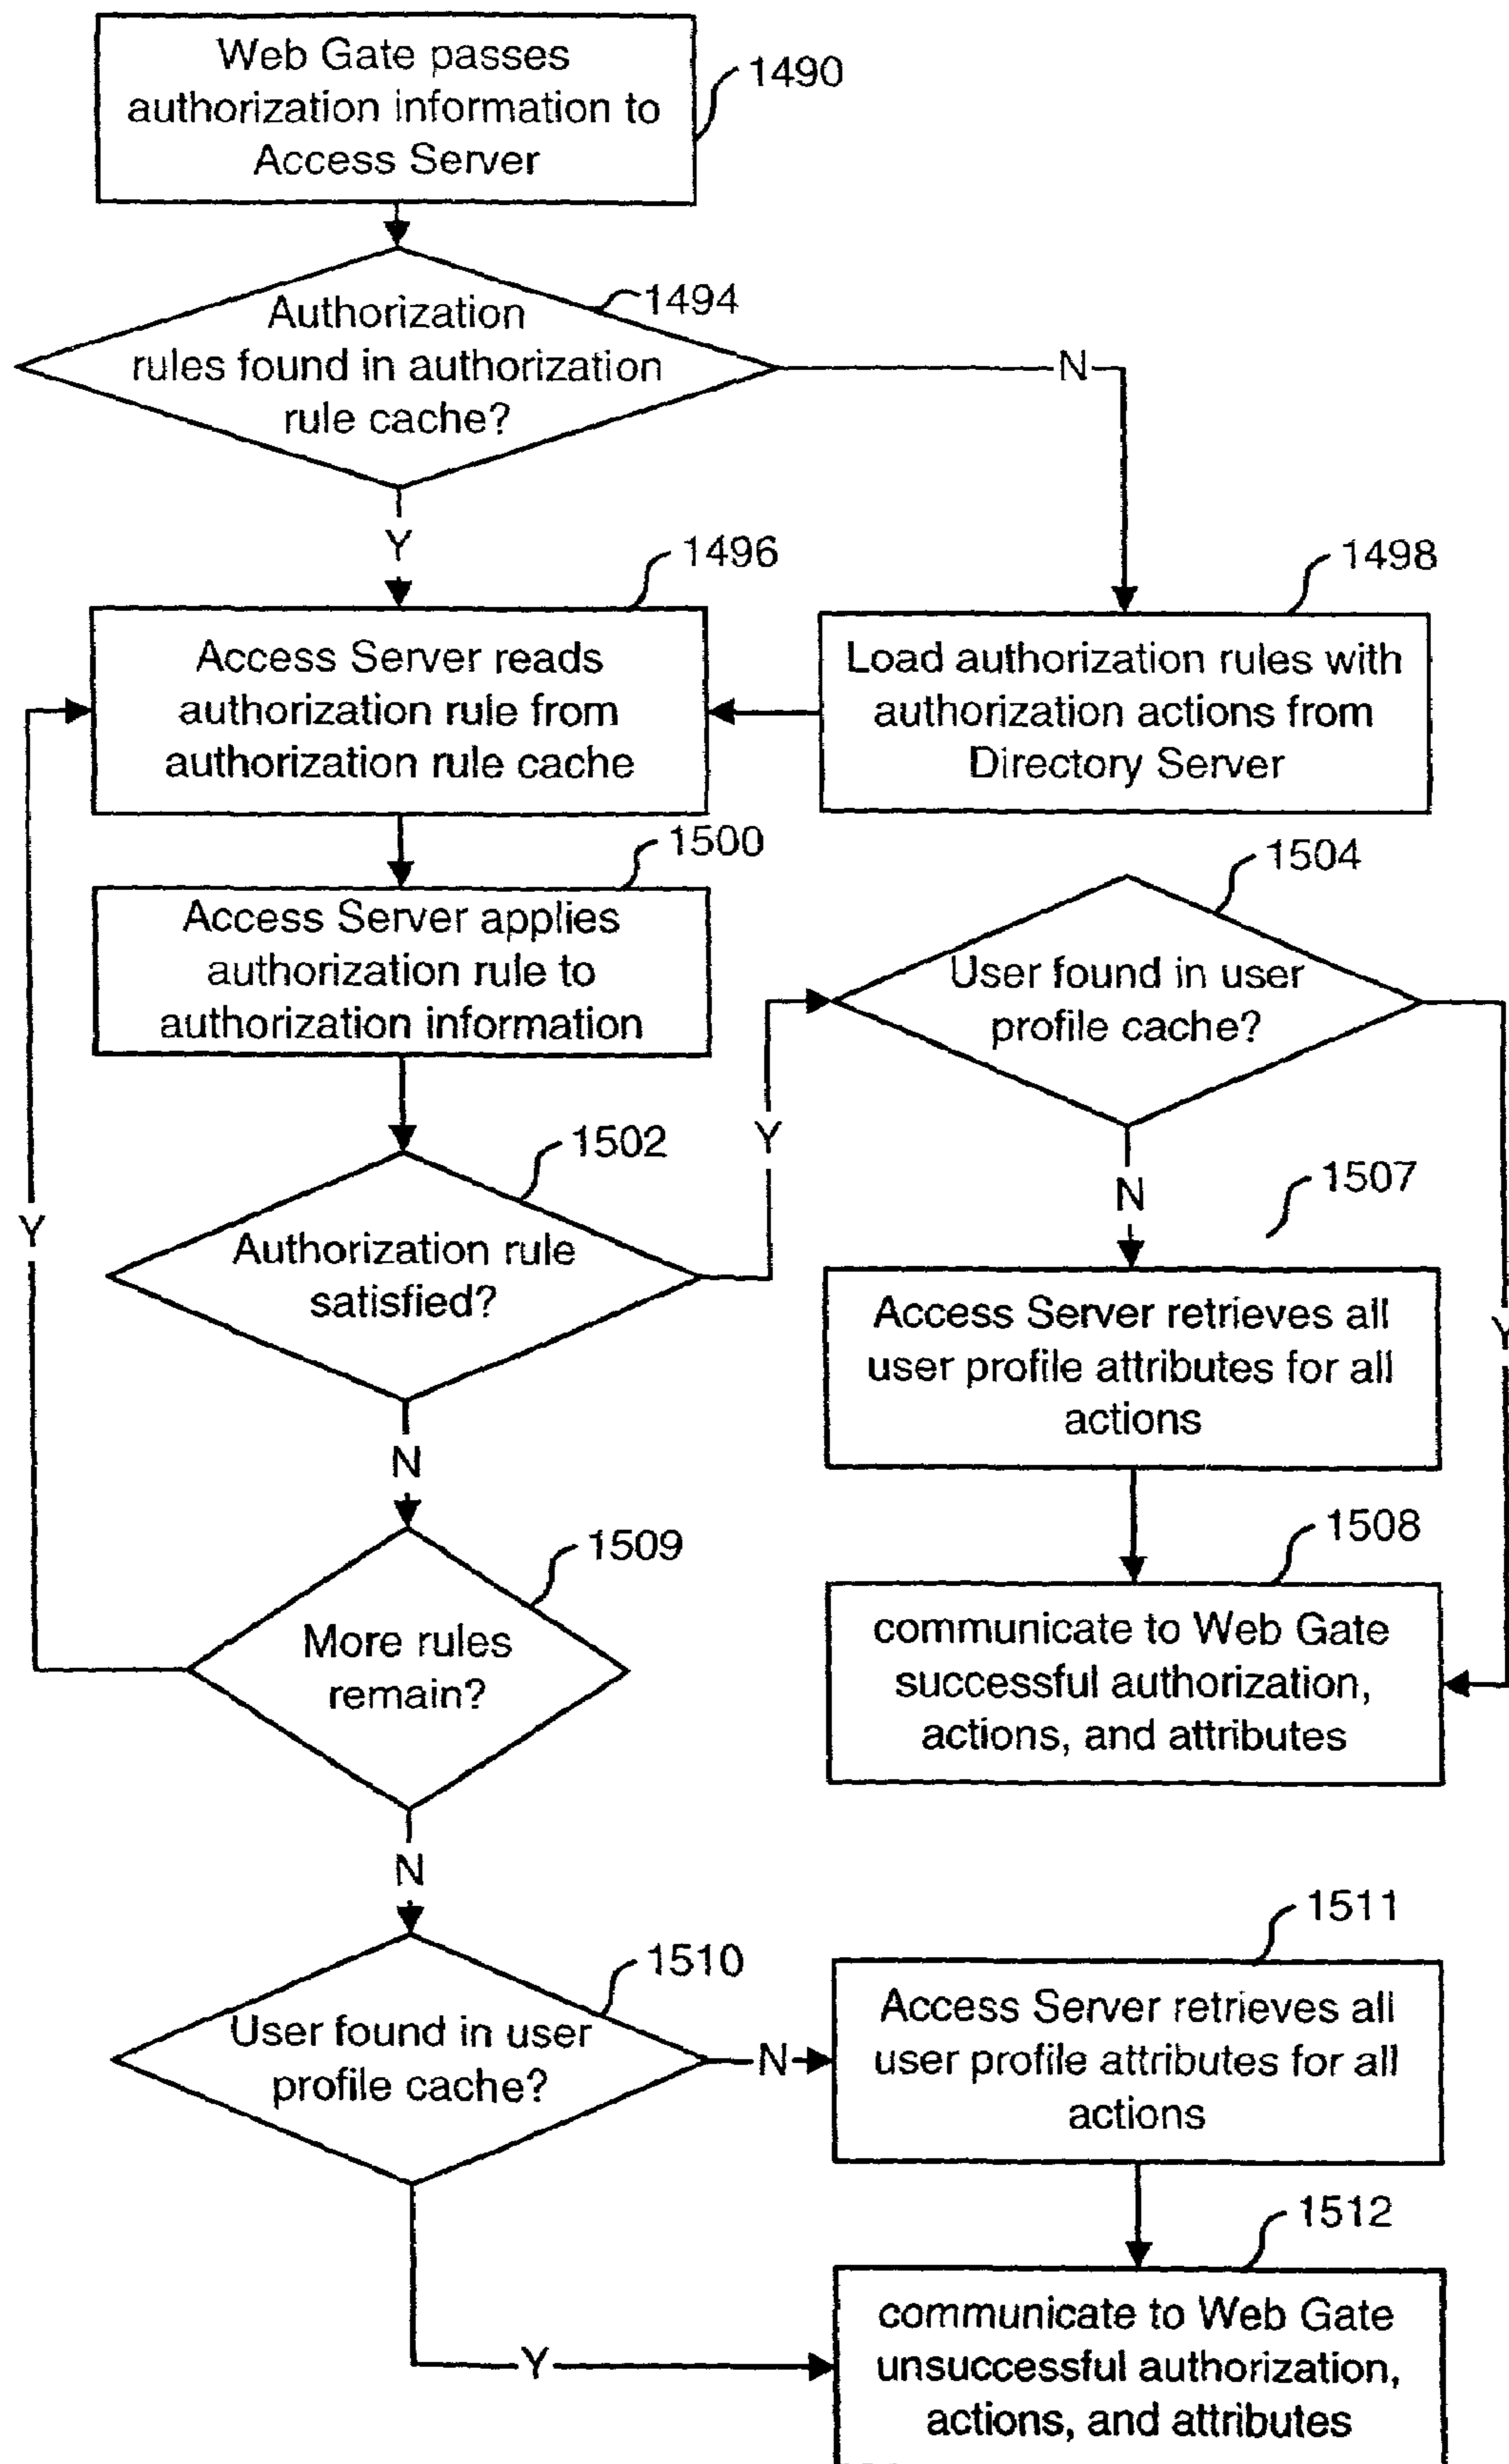 Web Gate passes
authorization information to
Access Server
1490
1494
Authorization
rules found in authorization
rule cache?
N
Y
1496
1498
Access Server reads
authorization rule from
authorization rule cache
Load authorization rules with
authorization actions from
Directory Server
1500
1504
Access Server applies
authorization rule to
authorization information
User found in user
profile cache?
Y
1502
N
1507
Y
Authorization rule
satisfied?
Access Server retrieves all
user profile attributes for all
actions
Y
N
1509
1508
More rules
remain?
communicate to Web Gate
successful authorization,
actions, and attributes
N
1511
1510
User found in user
profile cache?
N
Access Server retrieves all
user profile attributes for all
actions
1512
Y
communicate to Web Gate
unsuccessful authorization,
actions, and attributes